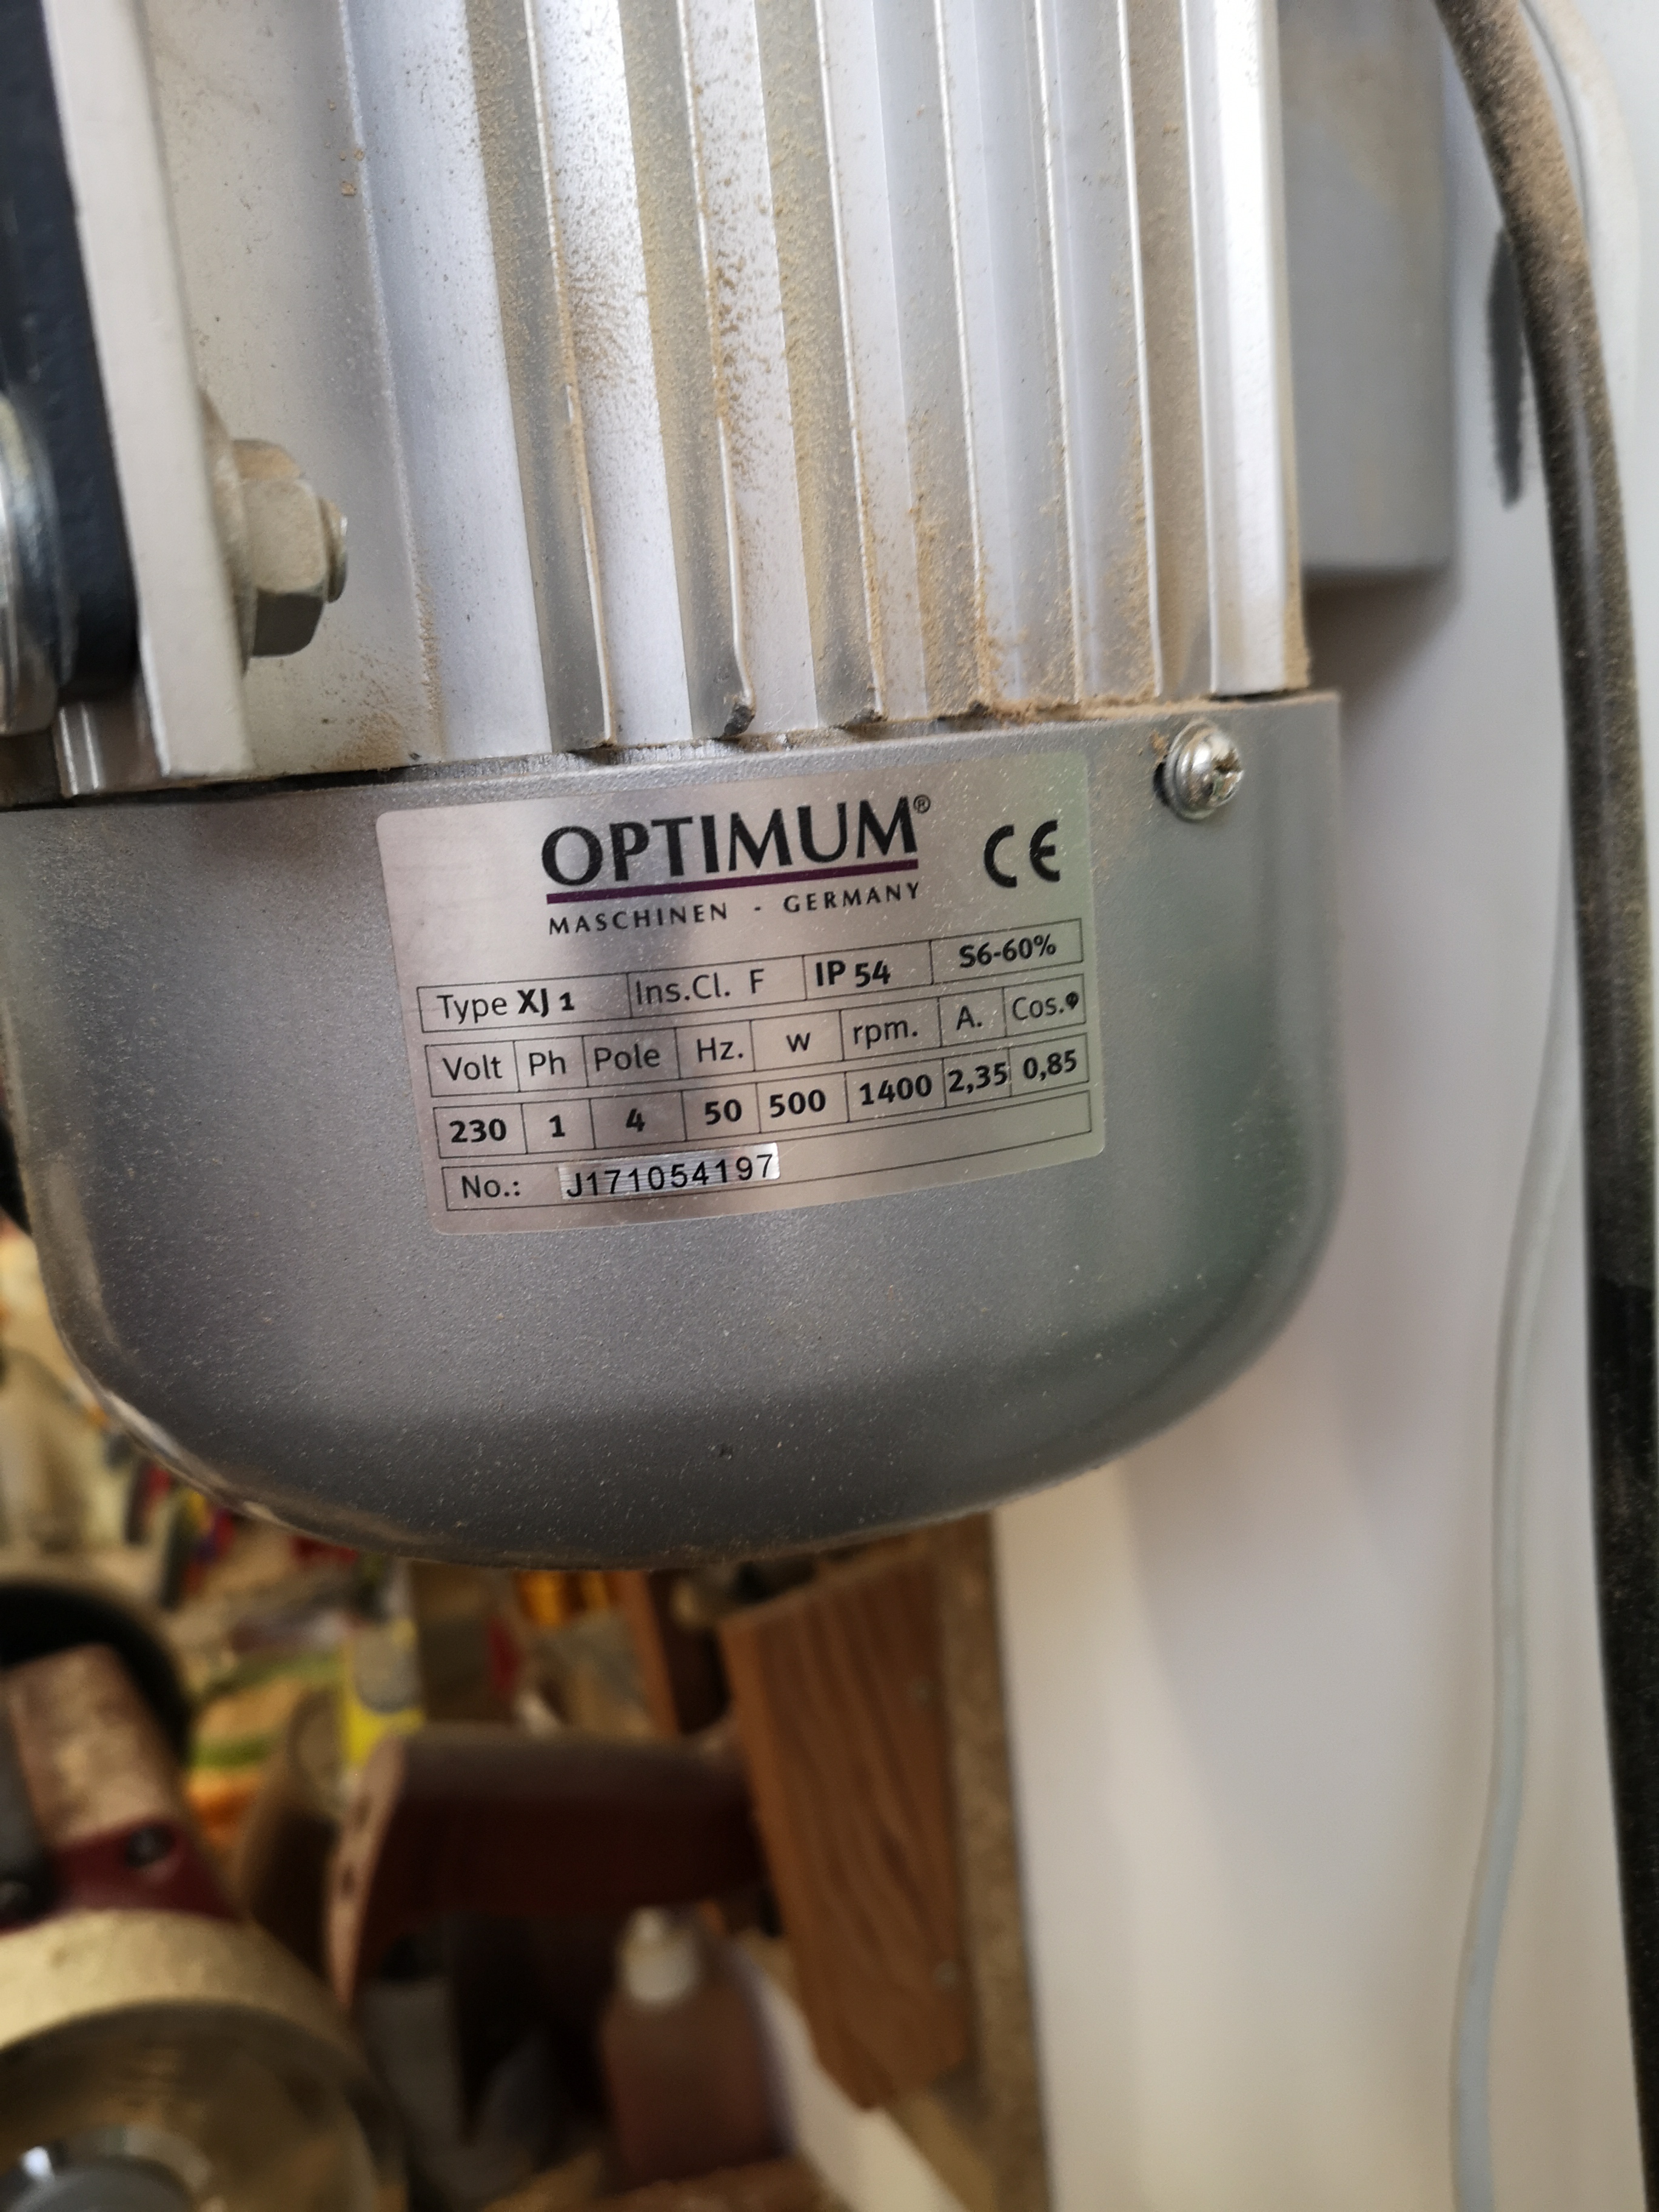 OPTIMUM®
MASCHINEN - GERMANY
CE
Type XJ 1 Ins.Cl. F IP 54 S6-60%
Volt Ph Pole Hz. w rpm. A. Cos.φ
230 1 4 50 500 1400 2,35 0,85
No.: J171054197